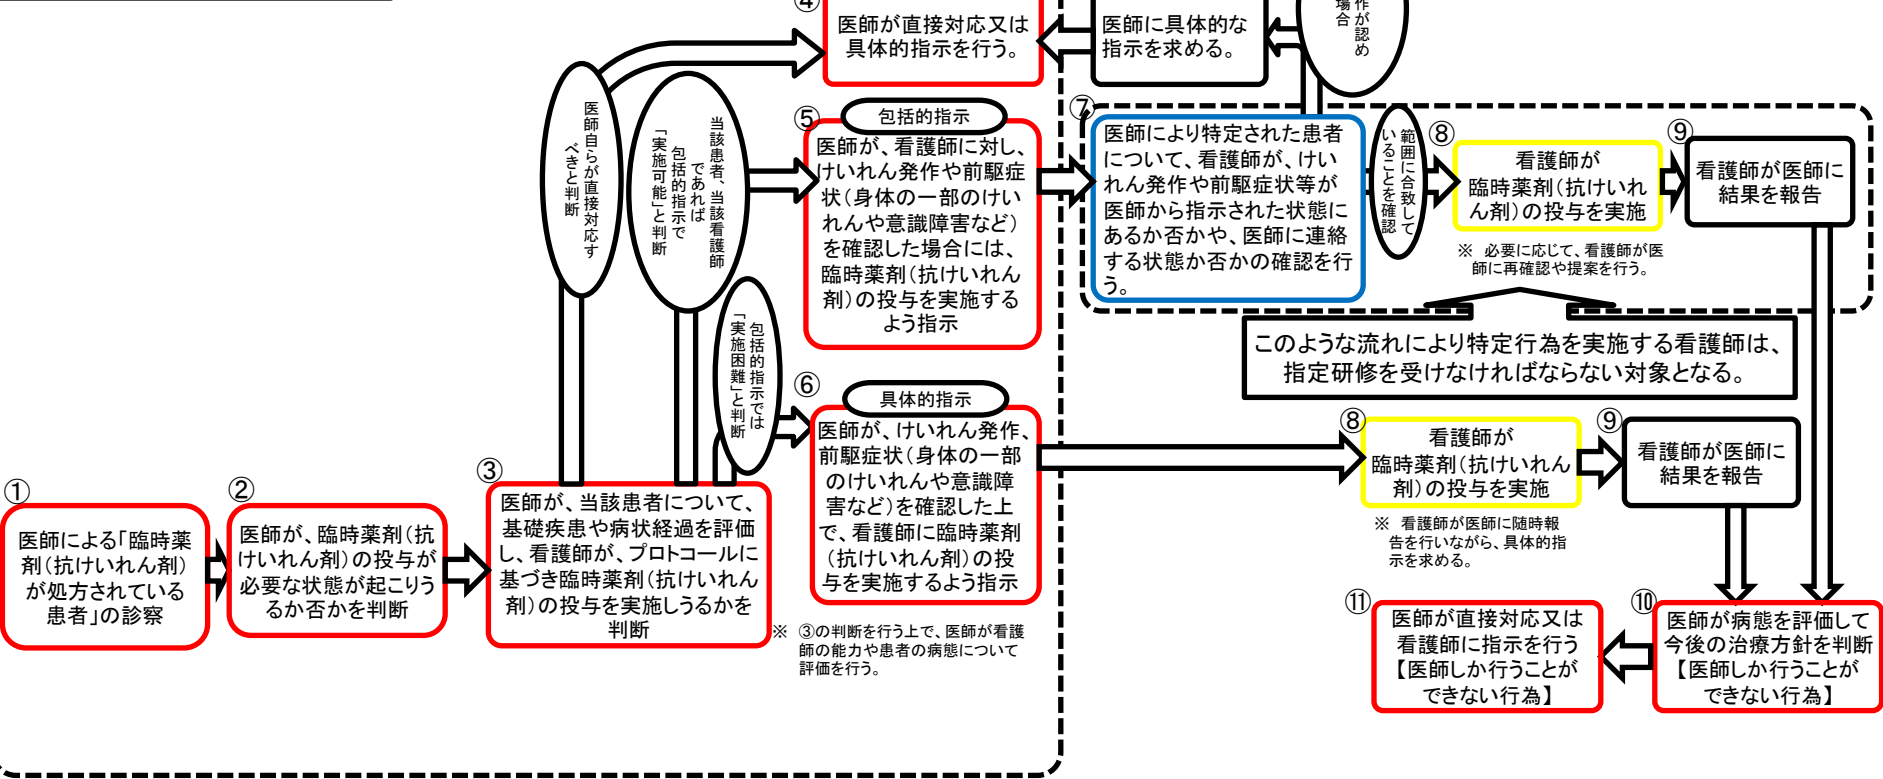 ④
医師が直接対応又は
具体的指示を行う。
医師に具体的な
指示を求める。
作が認め
場合
医師自らが直接対応す
べきと判断
当該患者、当該看護師
であれば
包括的指示で
「実施可能」と判断
包括的指示では
「実施困難」と判断
⑤
包括的指示
医師が、看護師に対し、
けいれん発作や前駆症
状(身体の一部のけい
れんや意識障害など)
を確認した場合には、
臨時薬剤(抗けいれん
剤)の投与を実施する
よう指示
⑦
医師により特定された患者
について、看護師が、けい
れん発作や前駆症状等が
医師から指示された状態に
あるか否かや、医師に連絡
する状態か否かの確認を行
う。
範囲に合致して
いることを確認
⑧
看護師が
臨時薬剤(抗けいれ
ん剤)の投与を実施
※ 必要に応じて、看護師が医
師に再確認や提案を行う。
⑨
看護師が医師に
結果を報告
このような流れにより特定行為を実施する看護師は、
指定研修を受けなければならない対象となる。
⑥
具体的指示
医師が、けいれん発作、
前駆症状(身体の一部
のけいれんや意識障
害など)を確認した上
で、看護師に臨時薬剤
(抗けいれん剤)の投
与を実施するよう指示
⑧
看護師が
臨時薬剤(抗けいれん
剤)の投与を実施
※ 看護師が医師に随時報
告を行いながら、具体的指
示を求める。
⑨
看護師が医師に
結果を報告
①
医師による「臨時薬
剤(抗けいれん剤)
が処方されている
患者」の診察
②
医師が、臨時薬剤(抗
けいれん剤)の投与が
必要な状態が起こりう
るか否かを判断
③
医師が、当該患者について、
基礎疾患や病状経過を評価
し、看護師が、プロトコールに
基づき臨時薬剤(抗けいれん
剤)の投与を実施しうるかを
判断
※ ③の判断を行う上で、医師が看護
師の能力や患者の病態について
評価を行う。
⑪
医師が直接対応又は
看護師に指示を行う
【医師しか行うことが
できない行為】
⑩
医師が病態を評価して
今後の治療方針を判断
【医師しか行うことが
できない行為】